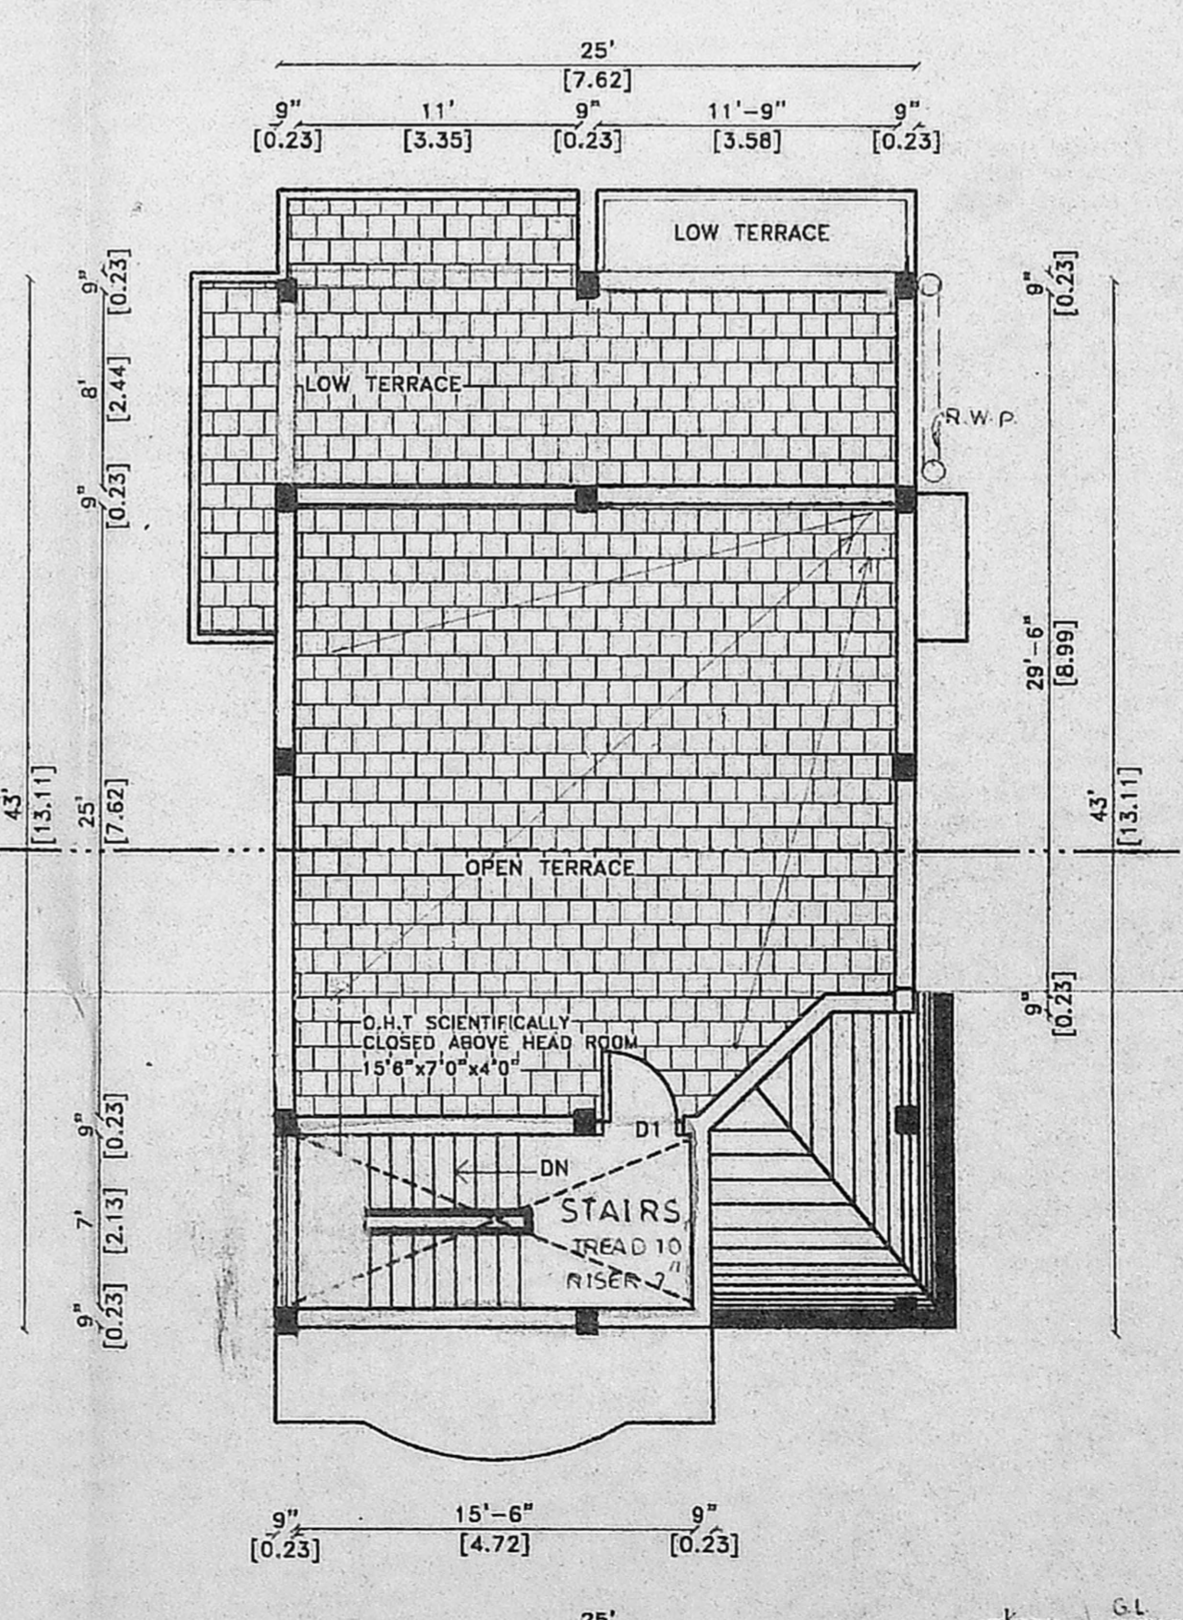 25'
[7.62]
9" 11' 9" 11'-9" 9"
[0.23] [3.35] [0.23] [3.58] [0.23]
LOW TERRACE
9"
[0.23]
9"
[0.23]
8'
[2.44]
LOW TERRACE
R.W.P.
9"
[0.23]
29'-6"
[8.99]
43'
[13.11]
25'
[7.62]
43'
[13.11]
OPEN TERRACE
9"
[0.23]
O.H.T SCIENTIFICALLY
CLOSED ABOVE HEAD ROOM
15'6"x7'0"x4'0"
9"
[0.23]
D1
DN
7'
[2.13]
STAIRS
TREAD 10
RISER 7"
9"
[0.23]
9" 15'-6" 9"
[0.23] [4.72] [0.23]
25'
G.L.